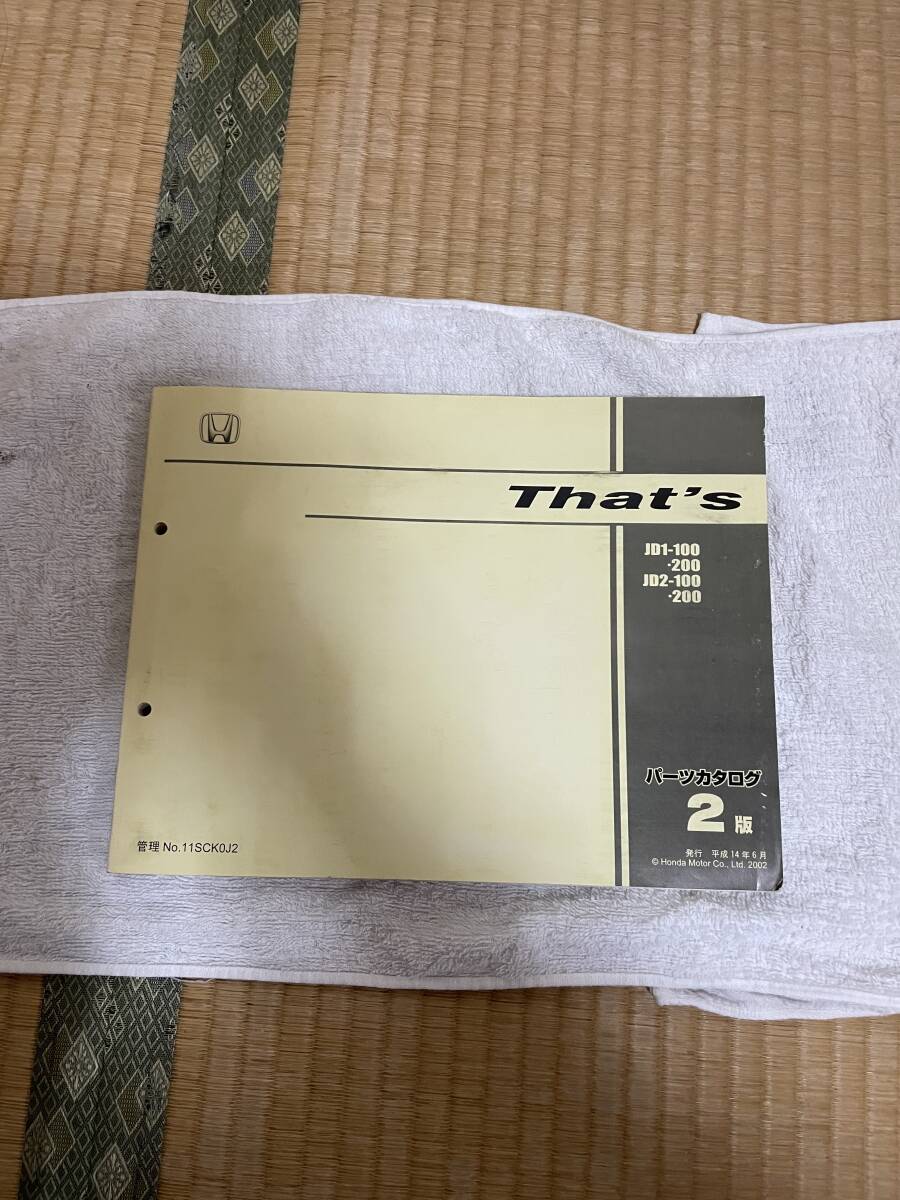 That's
JD1-100
·200
JD2-100
·200
パーツカタログ
2版
発行 平成14年6月
© Honda Motor Co., Ltd. 2002
管理 No.11SCK0J2